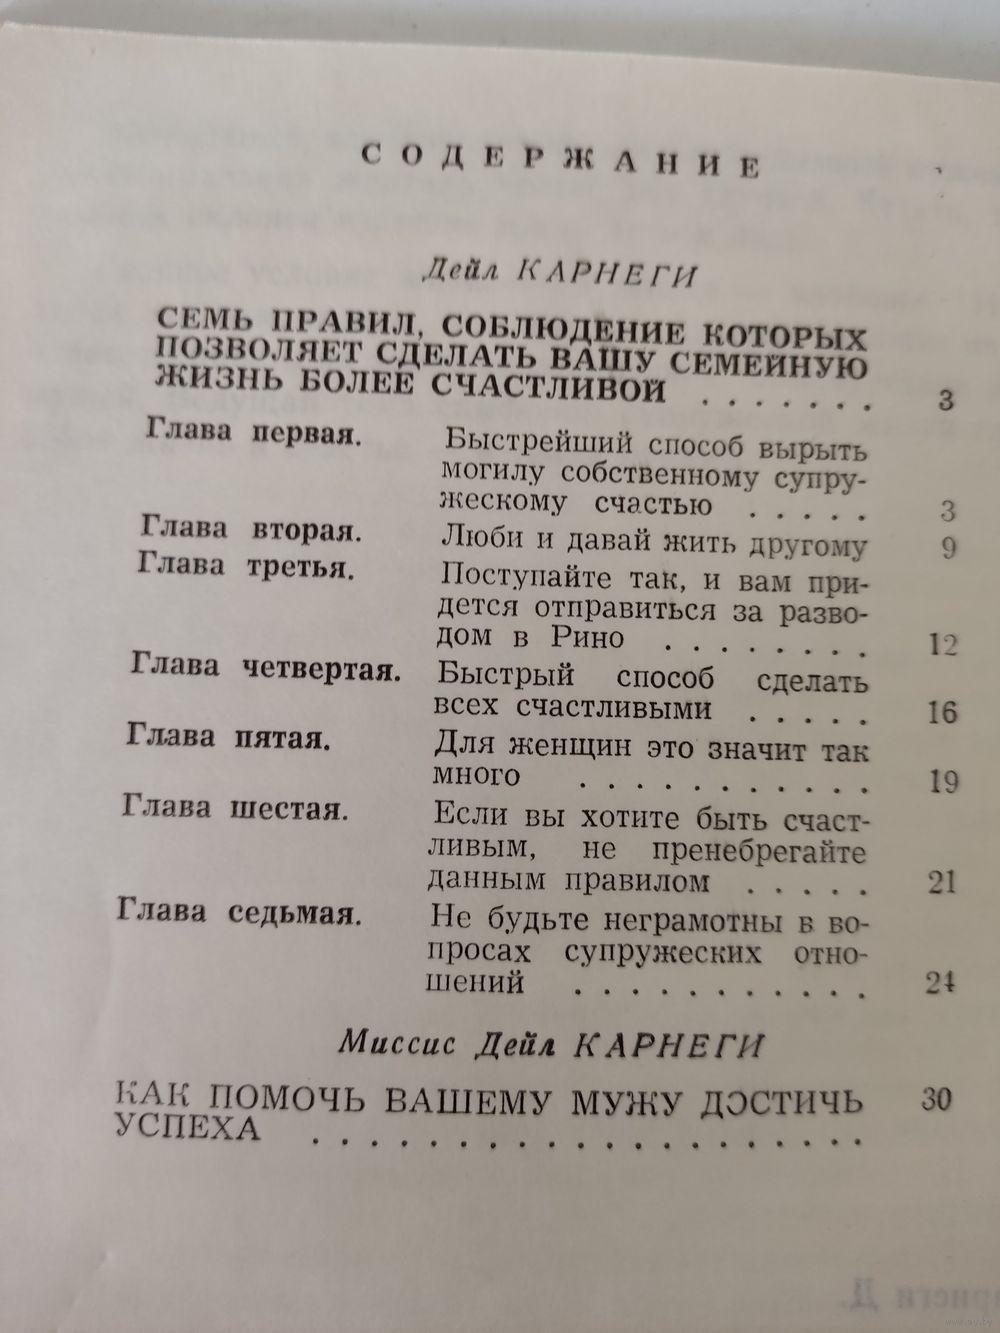 СОДЕРЖАНИЕ
Дейл КАРНЕГИ
СЕМЬ ПРАВИЛ, СОБЛЮДЕНИЕ КОТОРЫХ
ПОЗВОЛЯЕТ СДЕЛАТЬ ВАШУ СЕМЕЙНУЮ
ЖИЗНЬ БОЛЕЕ СЧАСТЛИВОЙ . . . . . . . 3
Глава первая. Быстрейший способ вырыть
могилу собственному супру-
жескому счастью . . . . . 3
Глава вторая. Люби и давай жить другому 9
Глава третья. Поступайте так, и вам при-
дется отправиться за разво-
дом в Рино . . . . . . . . 12
Глава четвертая. Быстрый способ сделать
всех счастливыми . . . . . 16
Глава пятая. Для женщин это значит так
много . . . . . . . . . . . 19
Глава шестая. Если вы хотите быть счаст-
ливым, не пренебрегайте
данным правилом . . . . . 21
Глава седьмая. Не будьте неграмотны в во-
просах супружеских отно-
шений . . . . . . . . . . . 24
Миссис Дейл КАРНЕГИ
КАК ПОМОЧЬ ВАШЕМУ МУЖУ ДОСТИЧЬ 30
УСПЕХА . . . . . . . . . . . . . . . . . . . . .